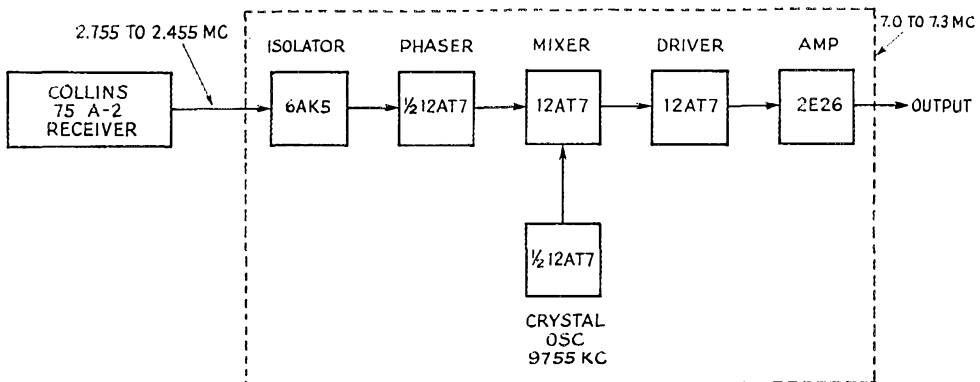 2.755 TO 2.455 MC
7.0 TO 7.3 MC
ISOLATOR
PHASER
MIXER
DRIVER
AMP
COLLINS
75 A-2
RECEIVER
6AK5
½ 12AT7
12AT7
12AT7
2E26
OUTPUT
½ 12AT7
CRYSTAL
OSC
9755 KC